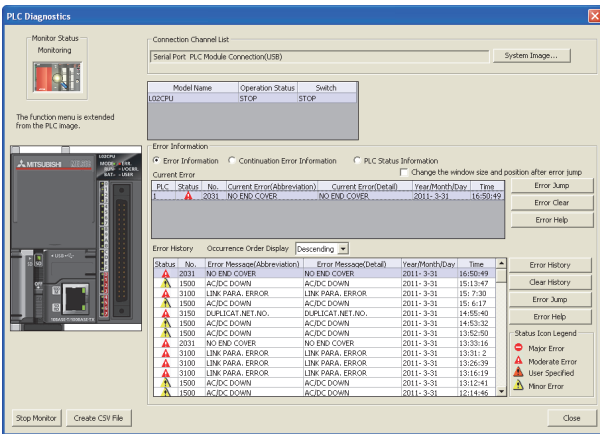 PLC Diagnostics
Monitor Status
Monitoring
The function menu is extended
from the PLC image.
MITSUBISHI
L02CPU
MODE ERR.
RUN I/OERR.
BAT. USER
USB
Connection Channel List
Serial Port PLC Module Connection(USB)
System Image...
Model Name Operation Status Switch
L02CPU STOP STOP
Error Information
Error Information Continuation Error Information PLC Status Information
Change the window size and position after error jump
Current Error
PLC Status No. Current Error(Abbreviation) Current Error(Detail) Year/Month/Day Time
1 2031 NO END COVER NO END COVER 2011- 3-31 16:50:49
Error Jump
Error Clear
Error Help
Error History Occurrence Order Display Descending
Status No. Error Message(Abbreviation) Error Message(Detail) Year/Month/Day Time
2031 NO END COVER NO END COVER 2011- 3-31 16:50:49
1500 AC/DC DOWN AC/DC DOWN 2011- 3-31 15:13:47
3100 LINK PARA. ERROR LINK PARA. ERROR 2011- 3-31 15: 7:30
1500 AC/DC DOWN AC/DC DOWN 2011- 3-31 15: 6:17
3150 DUPLICAT.NET.NO. DUPLICAT.NET.NO. 2011- 3-31 14:55:40
1500 AC/DC DOWN AC/DC DOWN 2011- 3-31 14:53:32
1500 AC/DC DOWN AC/DC DOWN 2011- 3-31 13:52:50
2031 NO END COVER NO END COVER 2011- 3-31 13:33:16
3100 LINK PARA. ERROR LINK PARA. ERROR 2011- 3-31 13:31: 2
3100 LINK PARA. ERROR LINK PARA. ERROR 2011- 3-31 13:26:39
3100 LINK PARA. ERROR LINK PARA. ERROR 2011- 3-31 13:16:19
1500 AC/DC DOWN AC/DC DOWN 2011- 3-31 13:12:41
1500 AC/DC DOWN AC/DC DOWN 2011- 3-31 12:14:46
Error History
Clear History
Error Jump
Error Help
Status Icon Legend
Major Error
Moderate Error
User Specified
Minor Error
Stop Monitor
Create CSV File
Close